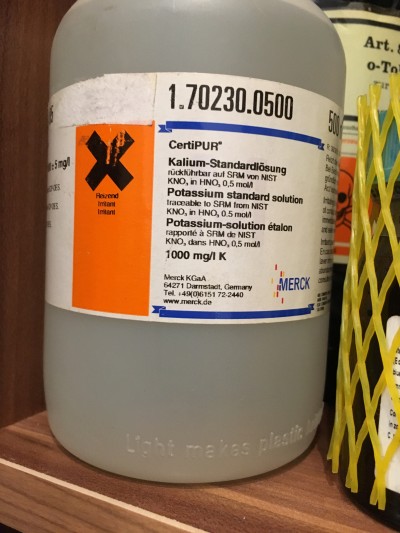 1.70230.0500
CertiPUR®
Kalium-Standardlösung
rückführbar auf SRM von NIST
KNO₃ in HNO₃ 0,5 mol/l
Potassium standard solution
traceable to SRM from NIST
KNO₃ in HNO₃ 0.5 mol/l
Potassium-solution étalon
rapporté à SRM de NIST
KNO₃ dans HNO₃ 0,5 mol/l
1000 mg/l K
Merck KGaA
64271 Darmstadt, Germany
Tel. +49(0)6151 72-2440
www.merck.de
MERCK
Reizend
Irritant
Irritant
5 mg/l
500
Light makes plastic
Art.
o-To